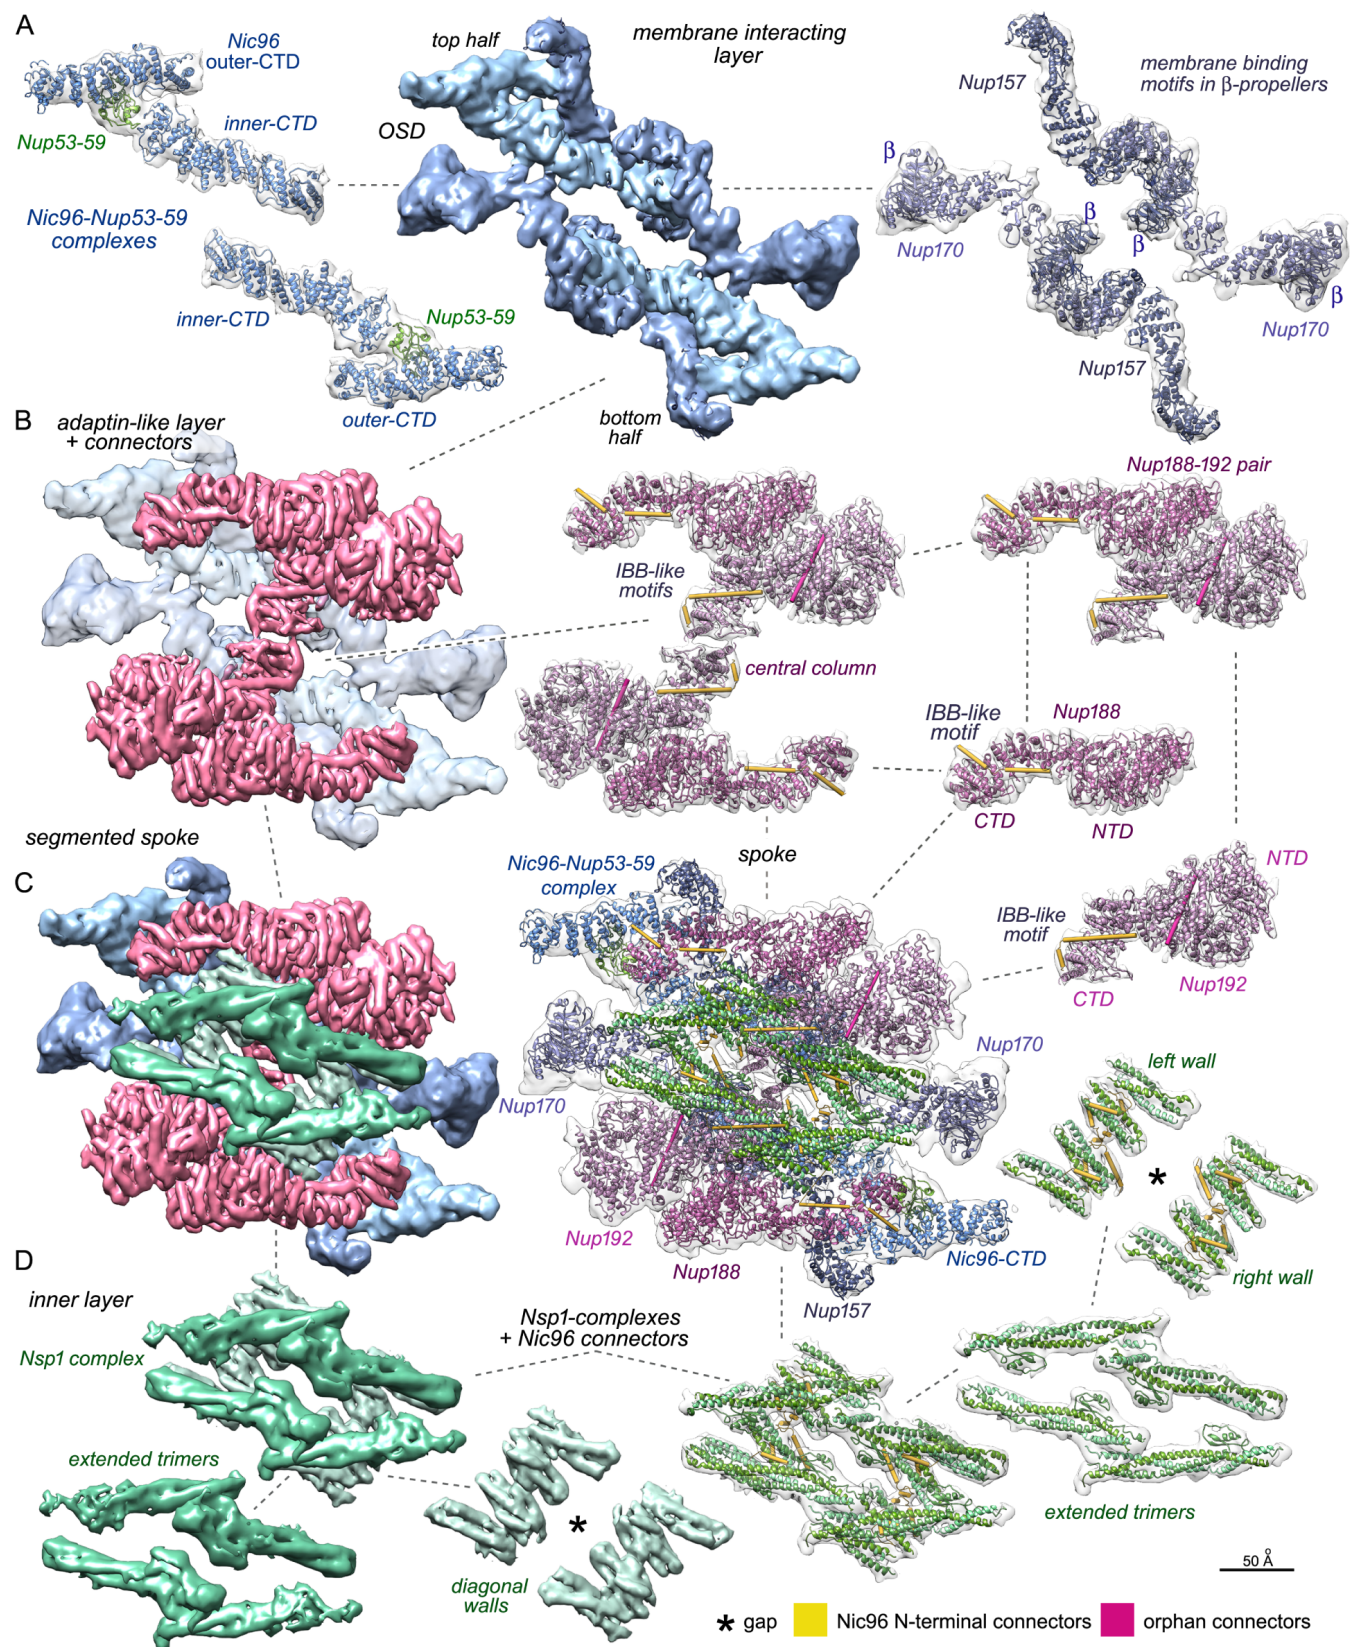 A
Nic96
outer-CTD
Nup53-59
inner-CTD
Nic96-Nup53-59
complexes
inner-CTD
Nup53-59
outer-CTD
top half
membrane interacting
layer
OSD
bottom
half
Nup157
membrane binding
motifs in β-propellers
β
Nup170
β
β
β
Nup170
Nup157
B
adaptin-like layer
+ connectors
IBB-like
motifs
central column
Nup188-192 pair
IBB-like
motif
Nup188
CTD
NTD
NTD
IBB-like
motif
CTD
Nup192
segmented spoke
C
spoke
Nic96-Nup53-59
complex
Nup170
Nup170
Nup192
Nup188
Nup157
Nic96-CTD
left wall
*
right wall
D
inner layer
Nsp1 complex
extended trimers
Nsp1-complexes
+ Nic96 connectors
*
diagonal
walls
extended trimers
50 Å
* gap
Nic96 N-terminal connectors
orphan connectors